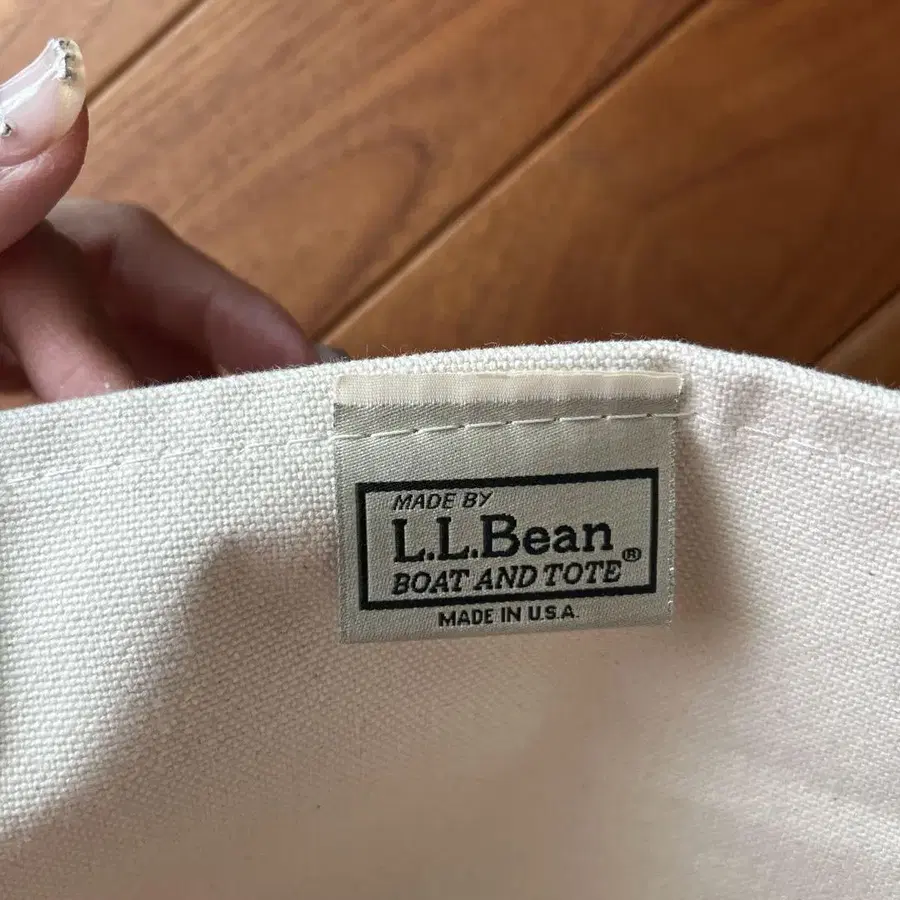 MADE BY
L.L.Bean
BOAT AND TOTE®
MADE IN U.S.A.